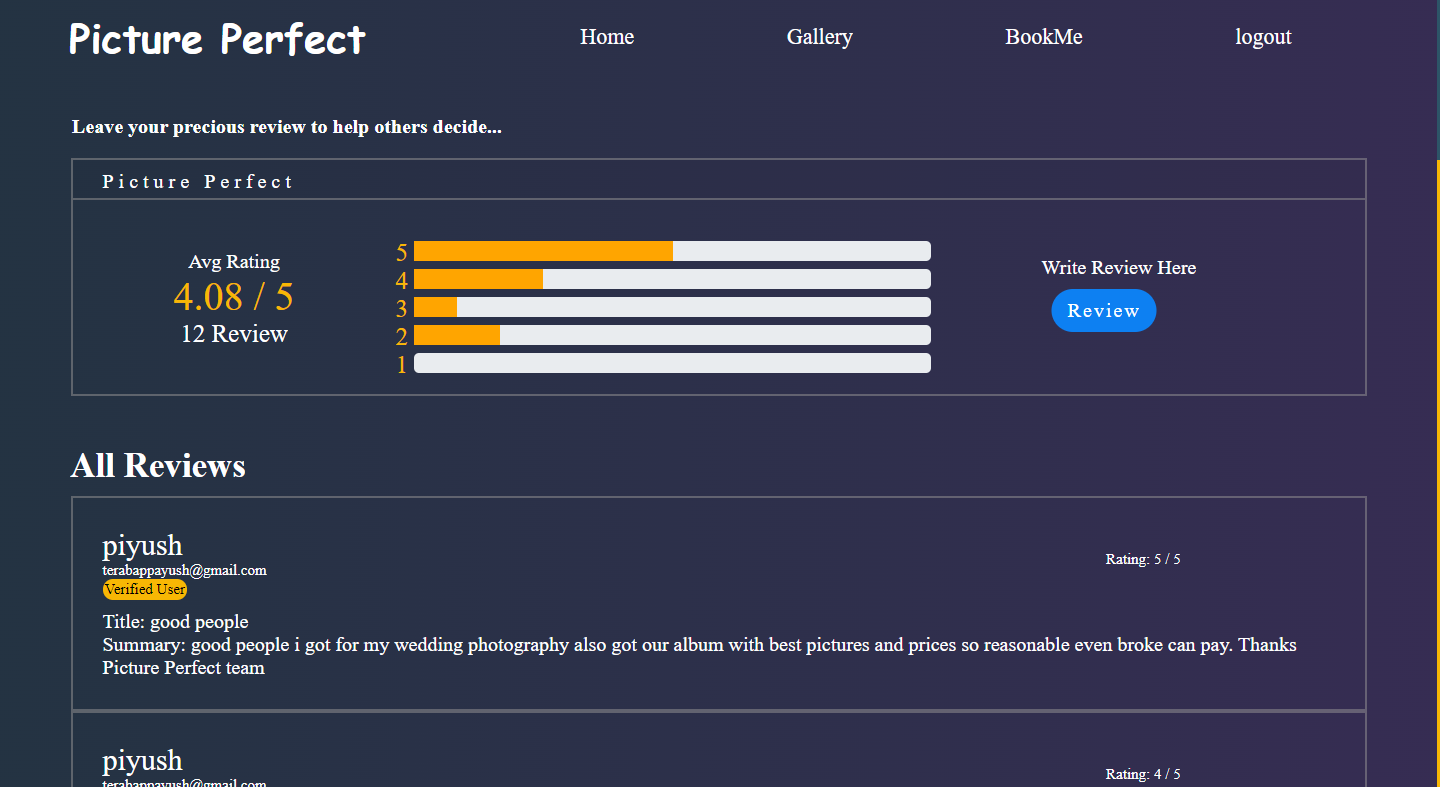 Picture Perfect Home Gallery BookMe logout
Leave your precious review to help others decide...
Picture Perfect
Avg Rating
4.08 / 5
12 Review
5
4
3
2
1
Write Review Here
Review
All Reviews
piyush
terabappayush@gmail.com
Verified User
Rating: 5 / 5
Title: good people
Summary: good people i got for my wedding photography also got our album with best pictures and prices so reasonable even broke can pay. Thanks
Picture Perfect team
piyush
terabappayush@gmail.com
Rating: 4 / 5